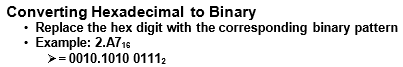 Converting Hexadecimal to Binary
• Replace the hex digit with the corresponding binary pattern
• Example: 2.A7₁₆
➢= 0010.1010 0111₂